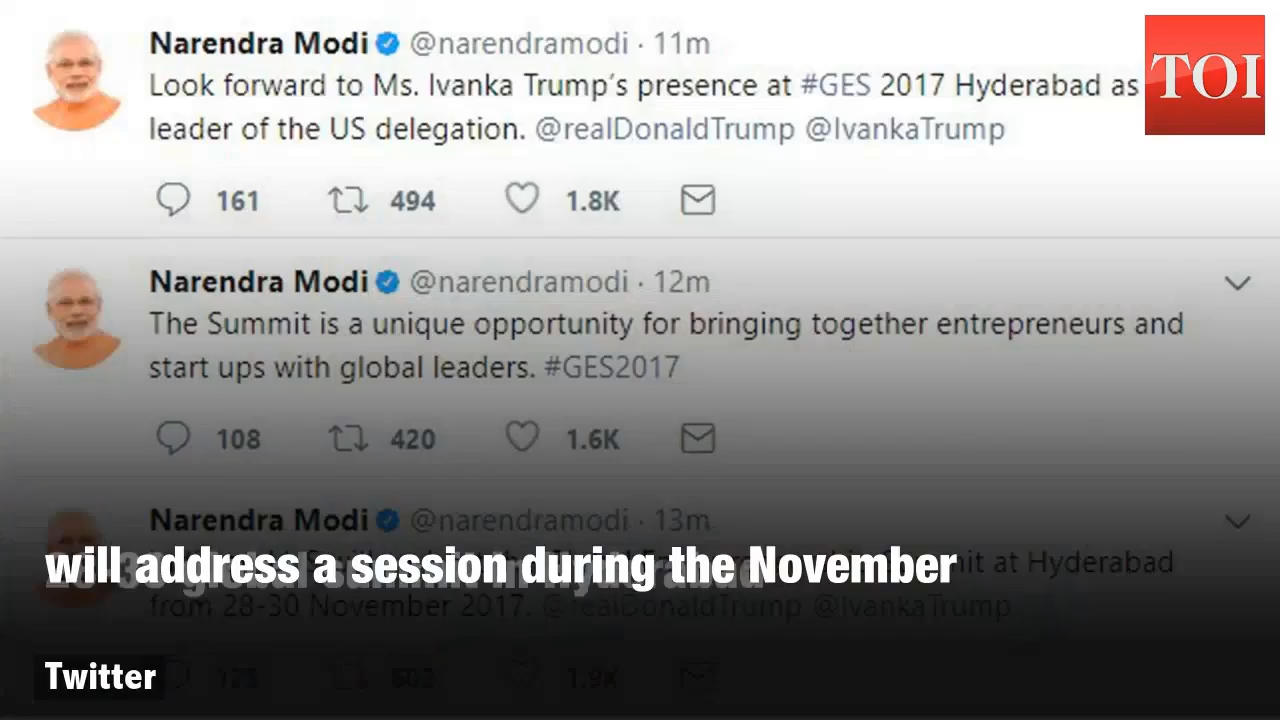 Narendra Modi @narendramodi · 11m
TOI
Look forward to Ms. Ivanka Trump's presence at #GES 2017 Hyderabad as
leader of the US delegation. @realDonaldTrump @IvankaTrump
161 494 1.8K
Narendra Modi @narendramodi · 12m
The Summit is a unique opportunity for bringing together entrepreneurs and
start ups with global leaders. #GES2017
108 420 1.6K
Narendra Modi @narendramodi · 13m
will address a session during the November
at Hyderabad
from 28-30 November 2017. @realDonaldTrump @IvankaTrump
Twitter
1.9K